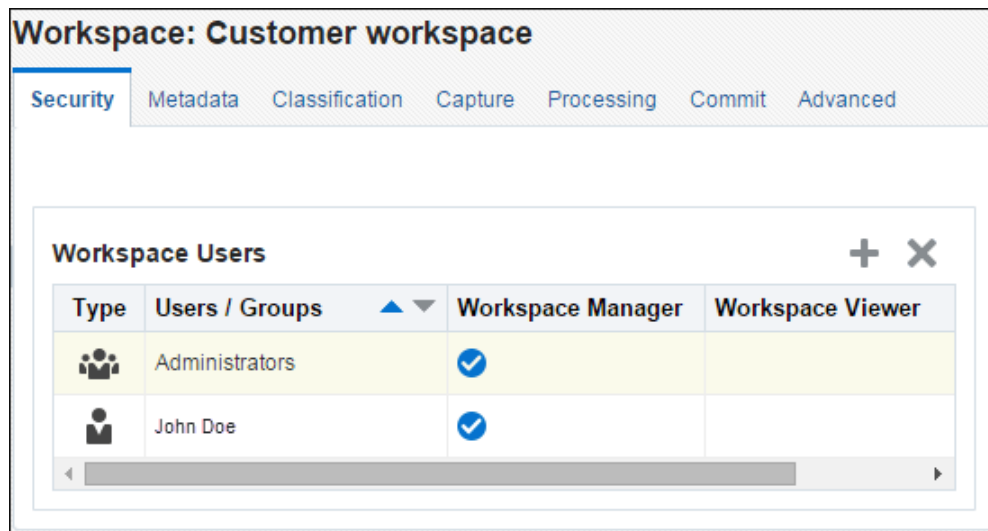 Workspace: Customer workspace
Security Metadata Classification Capture Processing Commit Advanced
Workspace Users
Type Users / Groups Workspace Manager Workspace Viewer
Administrators
John Doe